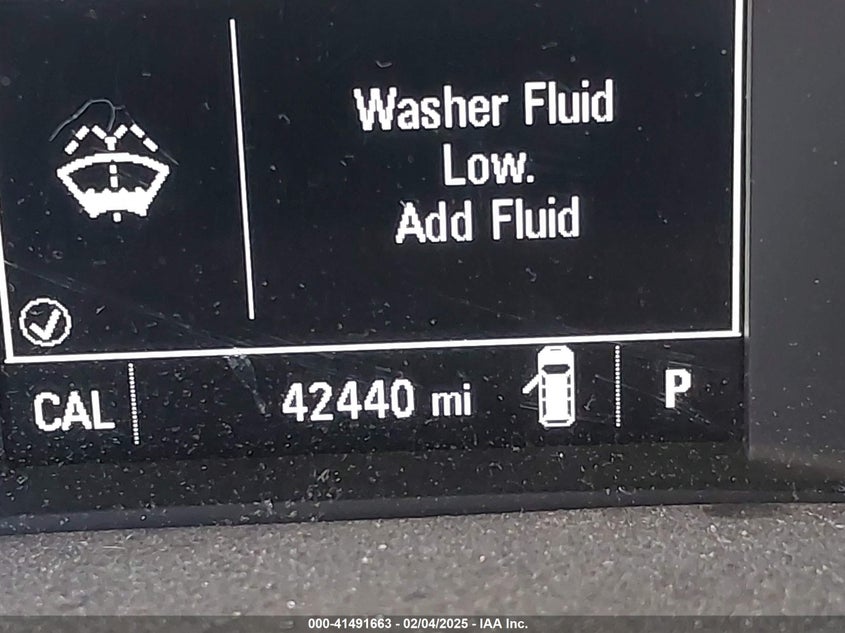 Washer Fluid
Low.
Add Fluid
CAL 42440 mi P
000-41491663 - 02/04/2025 - IAA Inc.